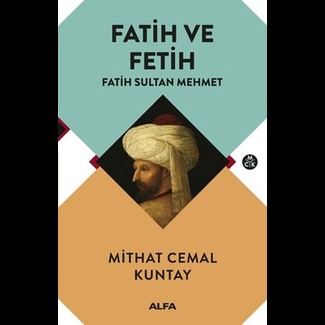 FATİH VE
FETİH
FATİH SULTAN MEHMET
MİTHAT CEMAL
KUNTAY
ALFA